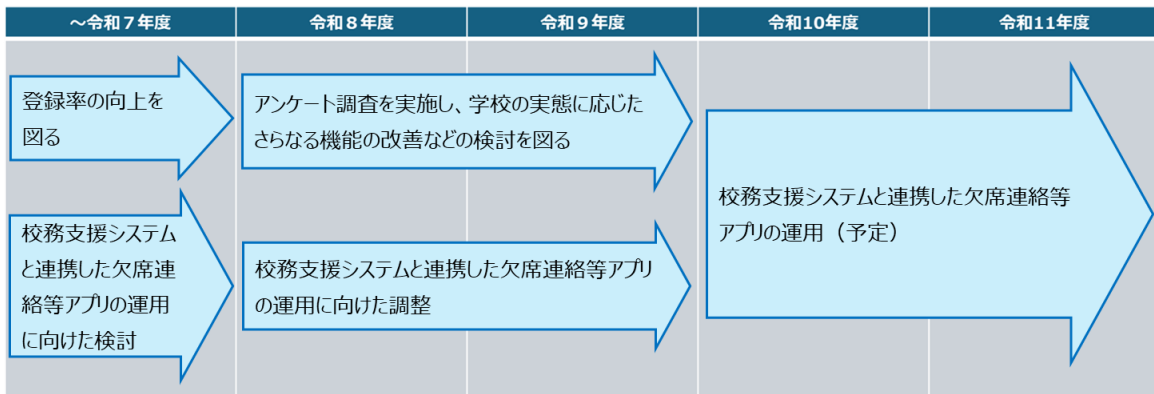 ～令和７年度
令和８年度
令和９年度
令和10年度
令和11年度
登録率の向上を
図る
アンケート調査を実施し、学校の実態に応じた
さらなる機能の改善などの検討を図る
校務支援システム
と連携した欠席連
絡等アプリの運用
に向けた検討
校務支援システムと連携した欠席連絡等アプリ
の運用に向けた調整
校務支援システムと連携した欠席連絡等
アプリの運用（予定）